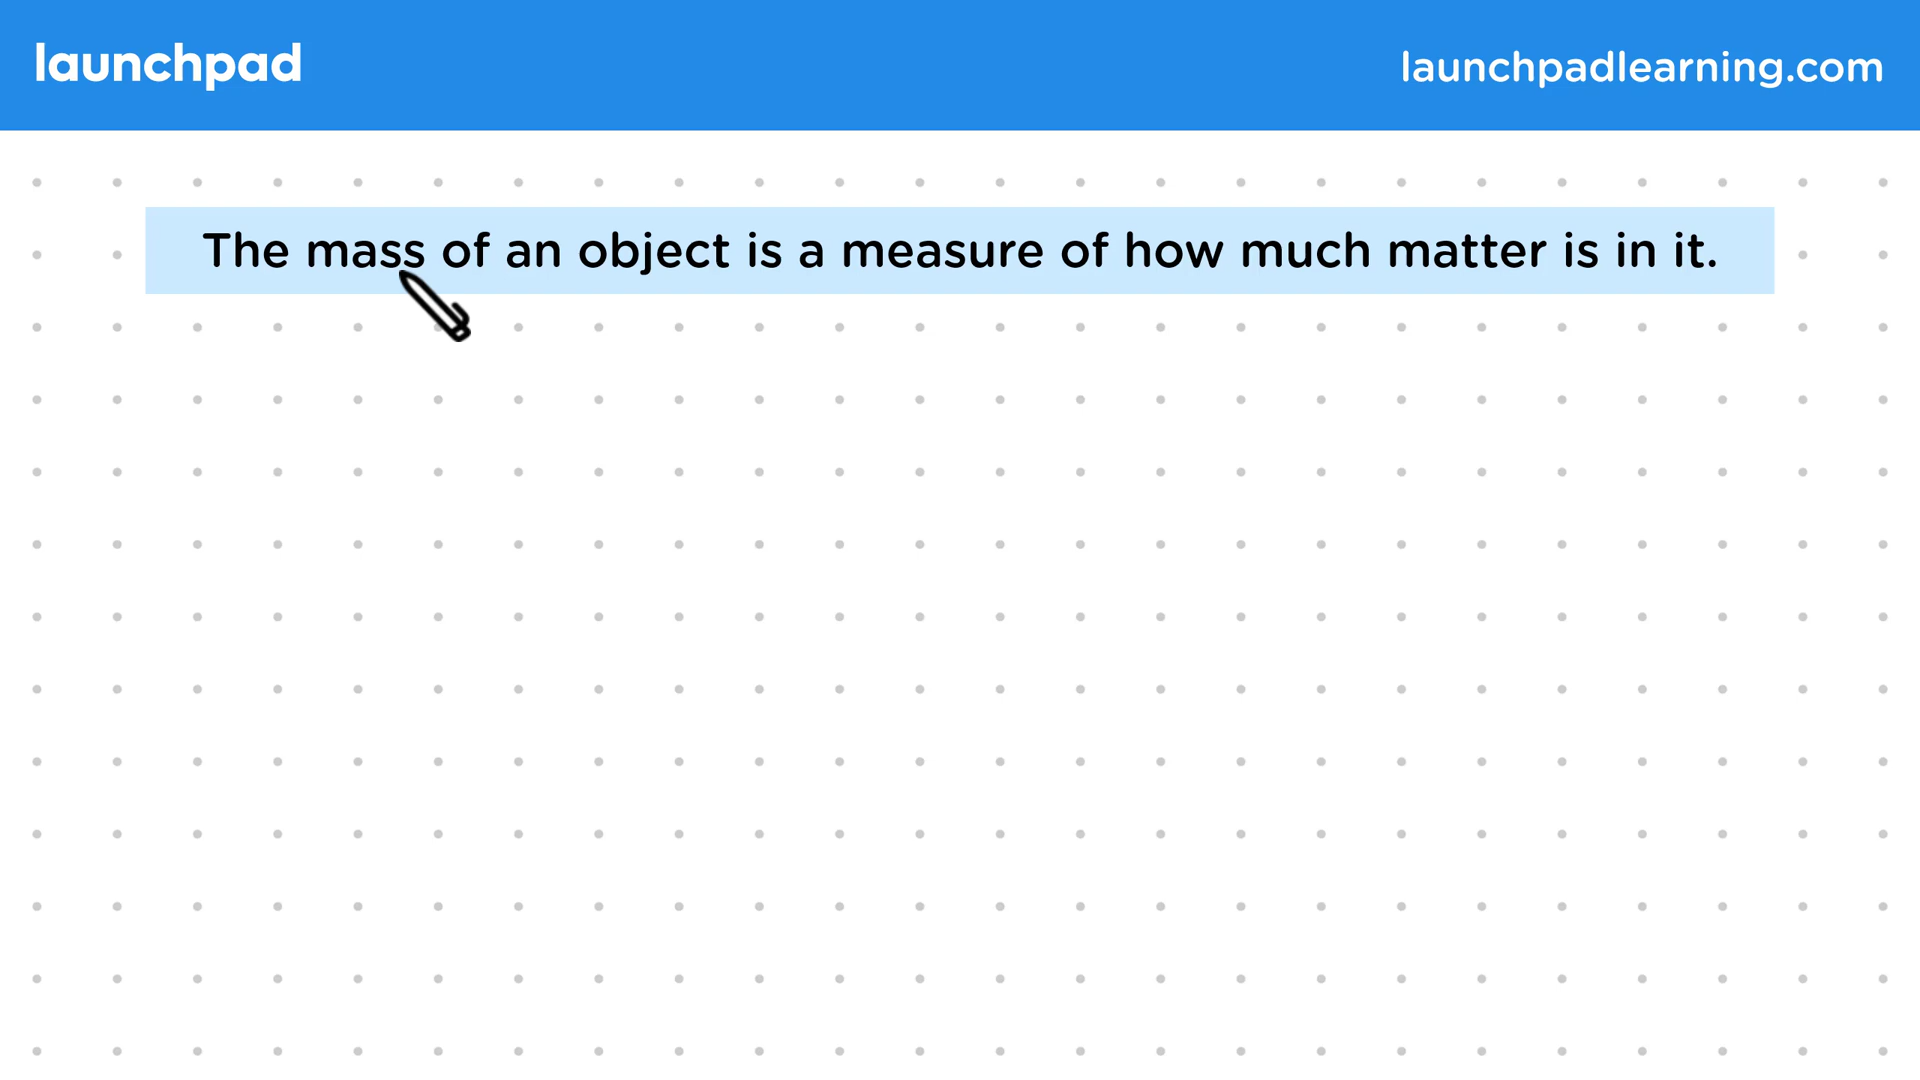 launchpad
launchpadlearning.com
The mass of an object is a measure of how much matter is in it.